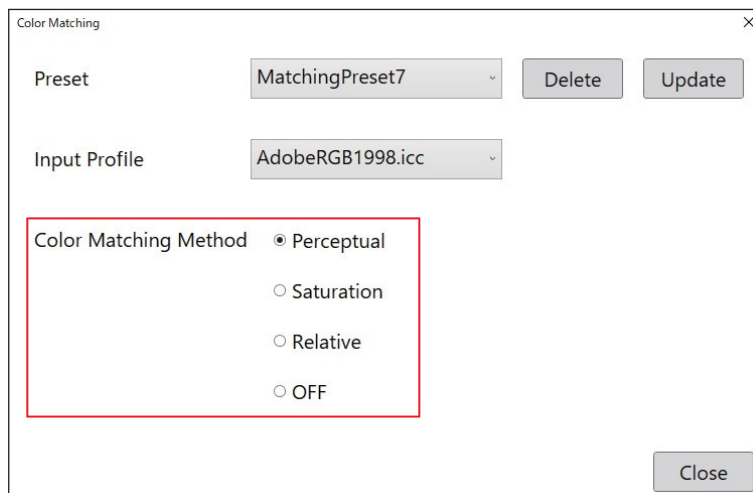 Color Matching
Preset MatchingPreset7 Delete Update
Input Profile AdobeRGB1998.icc
Color Matching Method Perceptual
Saturation
Relative
OFF
Close